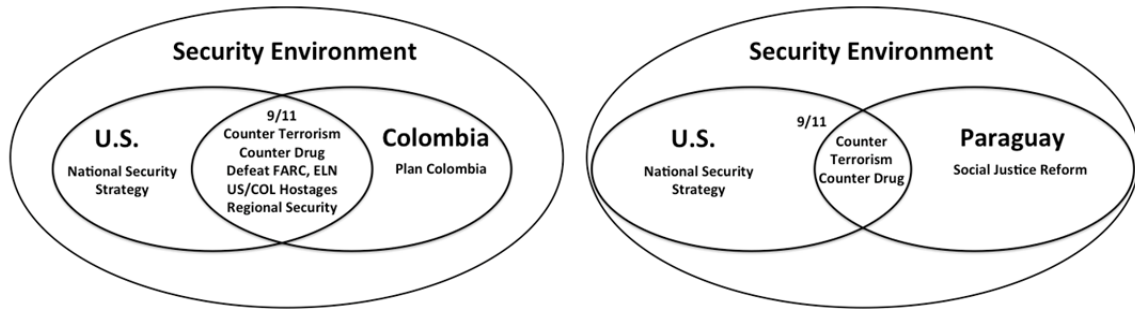 Security Environment
U.S.
National Security
Strategy
9/11
Counter Terrorism
Counter Drug
Defeat FARC, ELN
US/COL Hostages
Regional Security
Colombia
Plan Colombia
Security Environment
U.S.
National Security
Strategy
9/11
Counter
Terrorism
Counter Drug
Paraguay
Social Justice Reform